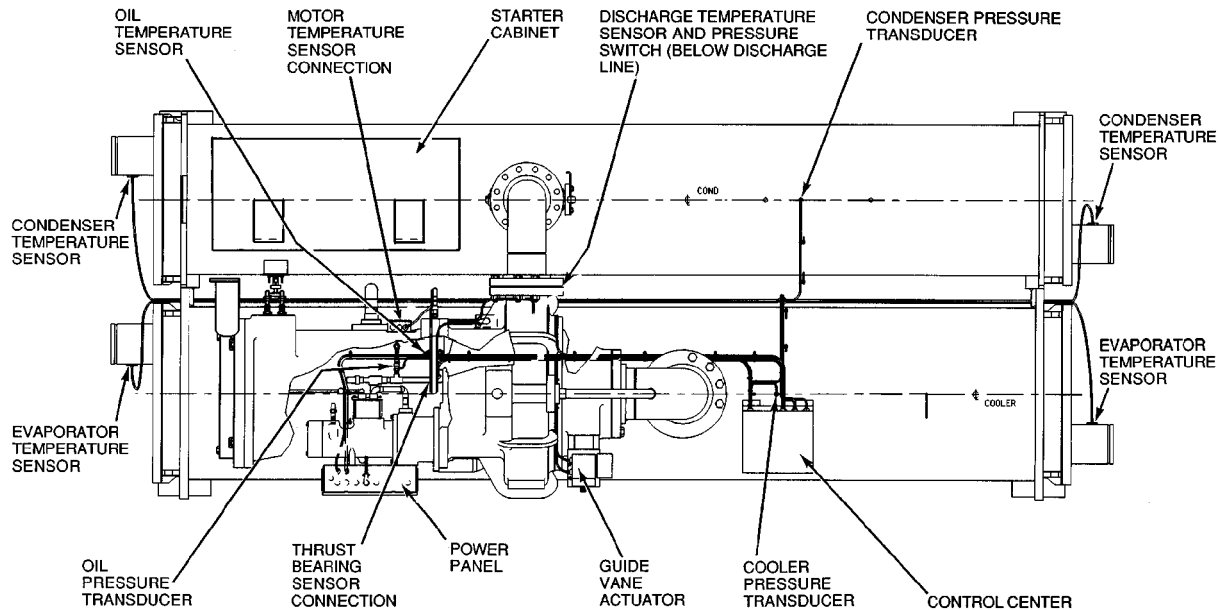 OIL
TEMPERATURE
SENSOR
MOTOR
TEMPERATURE
SENSOR
CONNECTION
STARTER
CABINET
DISCHARGE TEMPERATURE
SENSOR AND PRESSURE
SWITCH (BELOW DISCHARGE
LINE)
CONDENSER PRESSURE
TRANSDUCER
CONDENSER
TEMPERATURE
SENSOR
COND
CONDENSER
TEMPERATURE
SENSOR
EVAPORATOR
TEMPERATURE
SENSOR
COOLER
EVAPORATOR
TEMPERATURE
SENSOR
OIL
PRESSURE
TRANSDUCER
THRUST
BEARING
SENSOR
CONNECTION
POWER
PANEL
GUIDE
VANE
ACTUATOR
COOLER
PRESSURE
TRANSDUCER
CONTROL CENTER